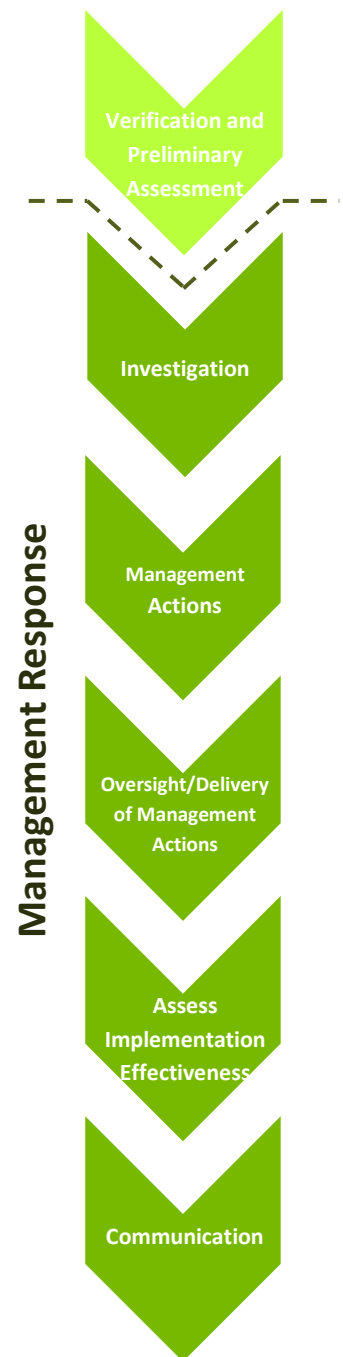 Verification and
Preliminary
Assessment
Investigation
Management
Actions
Oversight/Delivery
of Management
Actions
Assess
Implementation
Effectiveness
Communication
Management Response